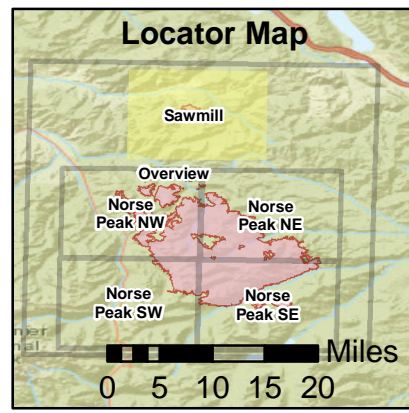 Locator Map
Sawmill
Overview
Norse
Peak NW
Norse
Peak NE
Norse
Peak SW
Norse
Peak SE
Miles
0 5 10 15 20